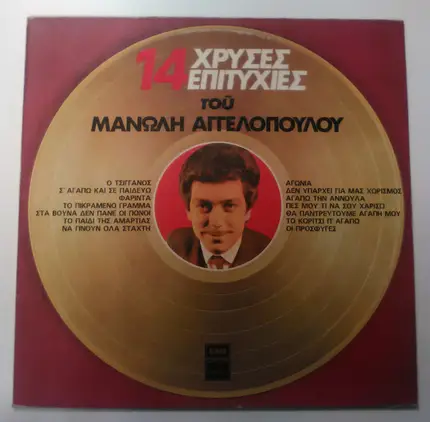 14 ΧΡΥΣΕΣ
ΕΠΙΤΥΧΙΕΣ
τοῦ
ΜΑΝΩΛΗ ΑΓΓΕΛΟΠΟΥΛΟΥ
Ο ΤΣΙΓΓΑΝΟΣ
Σ' ΑΓΑΠΩ ΚΑΙ ΣΕ ΠΑΙΔΕΥΩ
ΦΑΡΙΝΤΑ
ΤΟ ΠΙΚΡΑΜΕΝΟ ΓΡΑΜΜΑ
ΣΤΑ ΒΟΥΝΑ ΔΕΝ ΠΑΝΕ ΟΙ ΠΟΝΟΙ
ΤΟ ΠΑΙΔΙ ΤΗΣ ΑΜΑΡΤΙΑΣ
ΝΑ ΓΙΝΟΥΝ ΟΛΑ ΣΤΑΧΤΗ
ΑΓΩΝΙΑ
ΔΕΝ ΥΠΑΡΧΕΙ ΓΙΑ ΜΑΣ ΧΩΡΙΣΜΟΣ
ΑΓΑΠΩ ΤΗΝ ΑΝΝΟΥΛΑ
ΠΕΣ ΜΟΥ ΤΙ ΝΑ ΣΟΥ ΧΑΡΙΣΩ
ΘΑ ΠΑΝΤΡΕΥΤΟΥΜΕ ΑΓΑΠΗ ΜΟΥ
ΤΟ ΚΟΡΙΤΣΙ Π' ΑΓΑΠΩ
ΟΙ ΠΡΟΣΦΥΓΕΣ
EMI